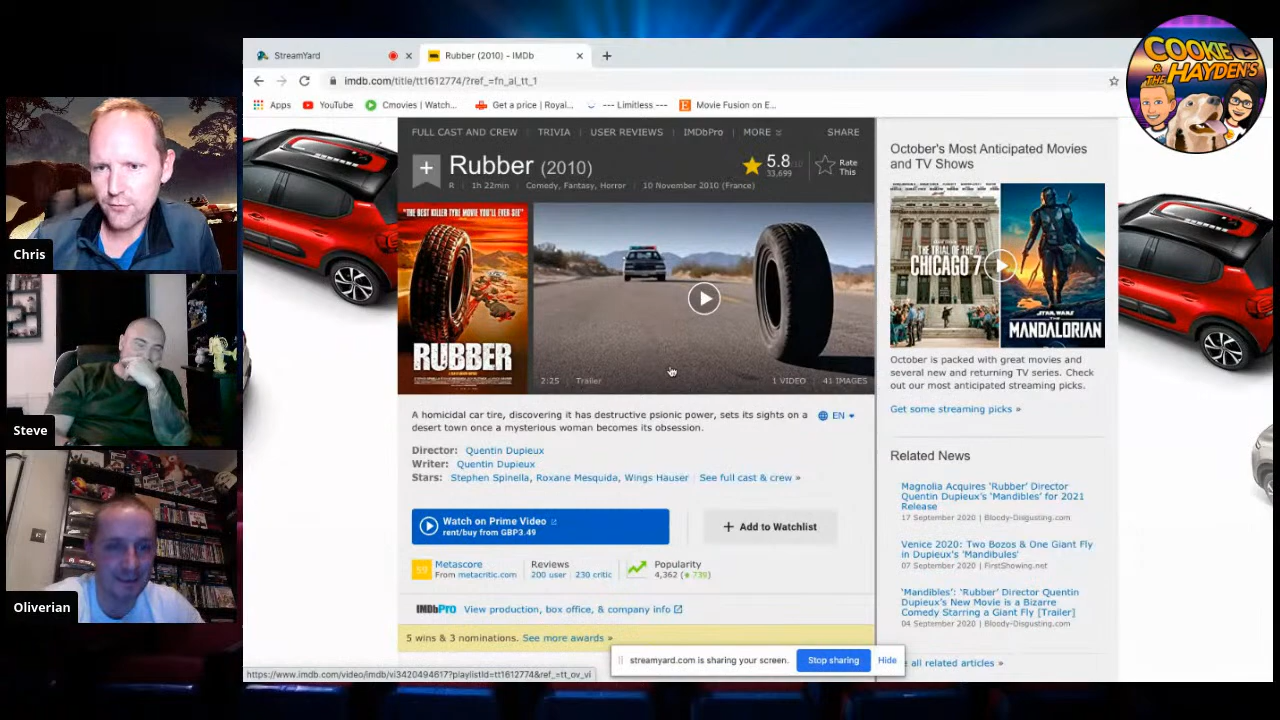 StreamYard
Rubber (2010) - IMDb
imdb.com/title/tt1612774/?ref_=fn_al_tt_1
Apps
YouTube
Cmovies | Watch...
Get a price | Royal...
--- Limitless ---
Movie Fusion on E...
COOKIE
& THE HAYDEN'S
FULL CAST AND CREW
TRIVIA
USER REVIEWS
IMDbPro
MORE
SHARE
Rubber (2010)
5.8/10
33,699
Rate This
R
1h 22min
Comedy, Fantasy, Horror
10 November 2010 (France)
"THE BEST KILLER TYRE MOVIE YOU'LL EVER SEE"
RUBBER
2:25
Trailer
1 VIDEO
41 IMAGES
A homicidal car tire, discovering it has destructive psionic power, sets its sights on a
desert town once a mysterious woman becomes its obsession.
EN
Director: Quentin Dupieux
Writer: Quentin Dupieux
Stars: Stephen Spinella, Roxane Mesquida, Wings Hauser
See full cast & crew »
Watch on Prime Video
rent/buy from GBP3.49
Add to Watchlist
59
Metascore
From metacritic.com
Reviews
200 user
230 critic
Popularity
4,362 (739)
IMDbPro
View production, box office, & company info
5 wins & 3 nominations. See more awards »
streamyard.com is sharing your screen.
Stop sharing
Hide
https://www.imdb.com/video/imdb/vi3420494617?playlistId=tt1612774&ref_=tt_ov_vi
October's Most Anticipated Movies
and TV Shows
THE TRIAL OF THE
CHICAGO 7
STAR WARS
THE
MANDALORIAN
October is packed with great movies and
several new and returning TV series. Check
out our most anticipated streaming picks.
Get some streaming picks »
Related News
Magnolia Acquires 'Rubber' Director
Quentin Dupieux's 'Mandibles' for 2021
Release
17 September 2020 | Bloody-Disgusting.com
Venice 2020: Two Bozos & One Giant Fly
in Dupieux's 'Mandibules'
07 September 2020 | FirstShowing.net
'Mandibles': 'Rubber' Director Quentin
Dupieux's New Movie is a Bizarre
Comedy Starring a Giant Fly [Trailer]
04 September 2020 | Bloody-Disgusting.com
all related articles »
Chris
Steve
Oliverian